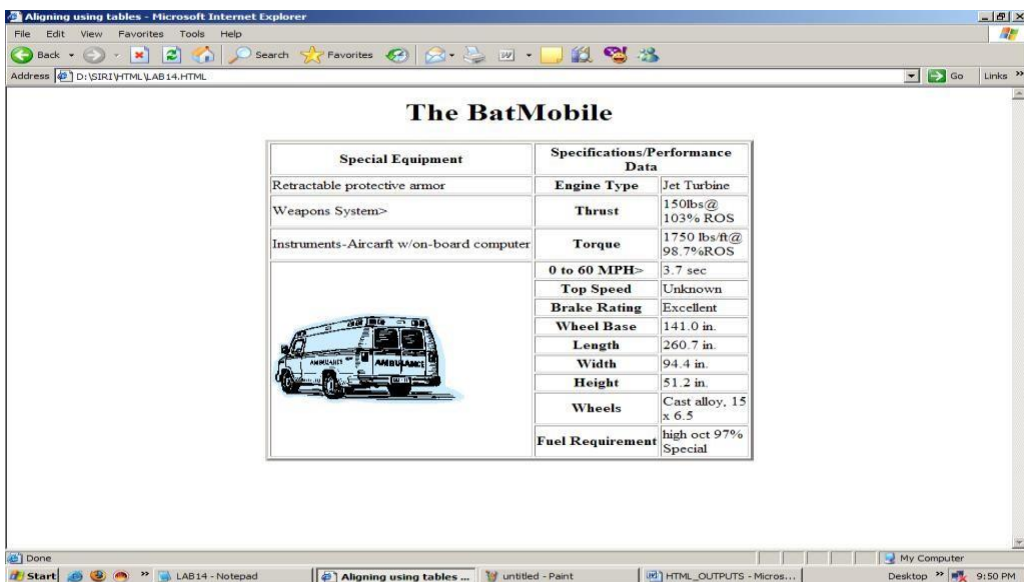 Aligning using tables - Microsoft Internet Explorer
File Edit View Favorites Tools Help
Back Search Favorites
Address D:\SIRI\HTML\LAB14.HTML Go Links »
The BatMobile
Special Equipment
Specifications/Performance
Data
Retractable protective armor
Engine Type Jet Turbine
Weapons System>
Thrust
150lbs@
103% ROS
Instruments-Aircarft w/on-board computer
Torque
1750 lbs/ft@
98.7%ROS
0 to 60 MPH> 3.7 sec
Top Speed Unknown
Brake Rating Excellent
Wheel Base 141.0 in.
Length 260.7 in.
Width 94.4 in.
Height 51.2 in.
Wheels
Cast alloy, 15
x 6.5
Fuel Requirement
high oct 97%
Special
AMBULANCE
AMBULANCE
Done My Computer
Start » LAB14 - Notepad Aligning using tables ... untitled - Paint HTML_OUTPUTS - Micros... Desktop » 9:50 PM